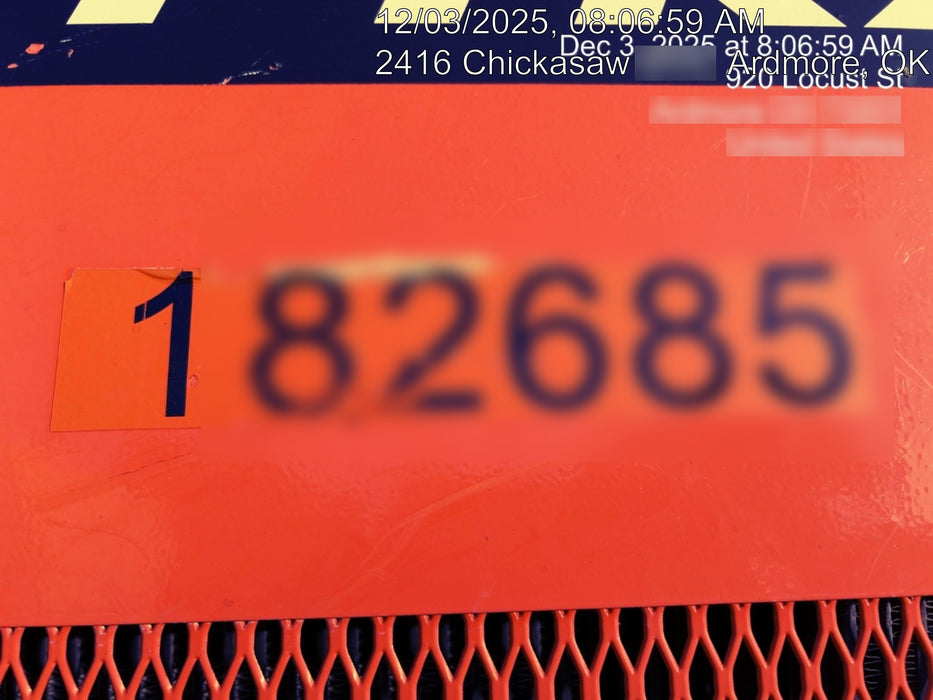 12/03/2025, 08:06:59 AM
Dec 3, 2025 at 8:06:59 AM
2416 Chickasaw Ardmore, OK
920 Locust St
182685